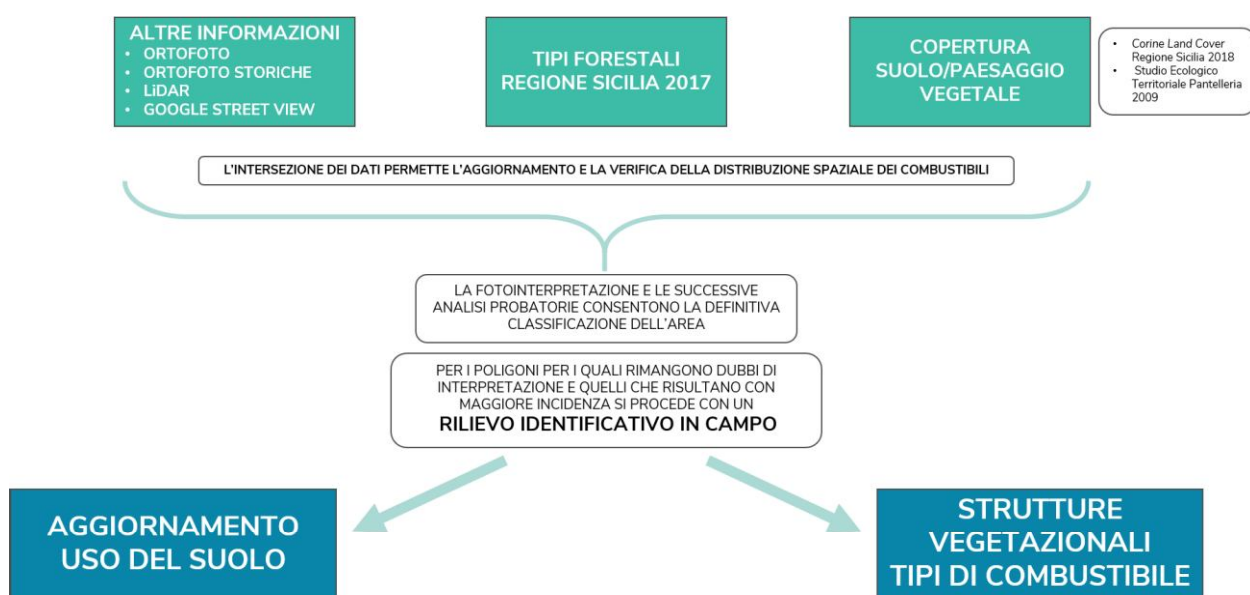 ALTRE INFORMAZIONI
• ORTOFOTO
• ORTOFOTO STORICHE
• LiDAR
• GOOGLE STREET VIEW
TIPI FORESTALI
REGIONE SICILIA 2017
COPERTURA
SUOLO/PAESAGGIO
VEGETALE
• Corine Land Cover
Regione Sicilia 2018
• Studio Ecologico
Territoriale Pantelleria
2009
L'INTERSEZIONE DEI DATI PERMETTE L'AGGIORNAMENTO E LA VERIFICA DELLA DISTRIBUZIONE SPAZIALE DEI COMBUSTIBILI
LA FOTOINTERPRETAZIONE E LE SUCCESSIVE
ANALISI PROBATORIE CONSENTONO LA DEFINITIVA
CLASSIFICAZIONE DELL'AREA
PER I POLIGONI PER I QUALI RIMANGONO DUBBI DI
INTERPRETAZIONE E QUELLI CHE RISULTANO CON
MAGGIORE INCIDENZA SI PROCEDE CON UN
RILIEVO IDENTIFICATIVO IN CAMPO
AGGIORNAMENTO
USO DEL SUOLO
STRUTTURE
VEGETAZIONALI
TIPI DI COMBUSTIBILE